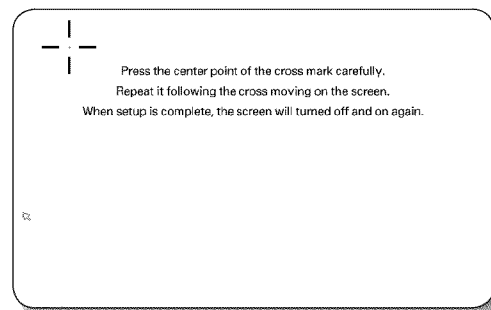 Press the center point of the cross mark carefully.
Repeat it following the cross moving on the screen.
When setup is complete, the screen will turned off and on again.